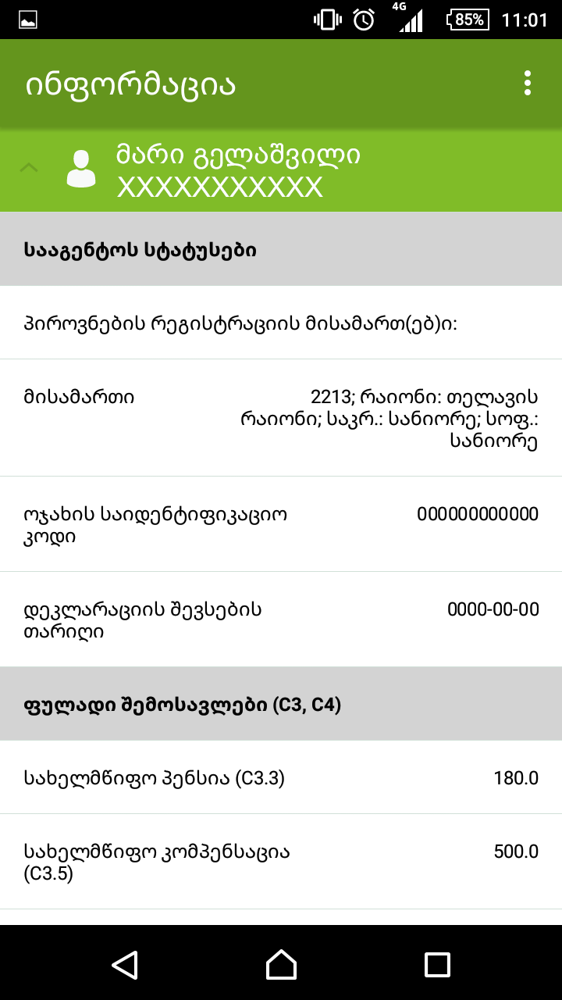 4G
85%
11:01
ინფორმაცია
მარი გელაშვილი
XXXXXXXXXXX
სააგენტოს სტატუსები
პიროვნების რეგისტრაციის მისამართ(ებ)ი:
მისამართი
2213; რაიონი: თელავის
რაიონი; საკრ.: სანიორე; სოფ.:
სანიორე
ოჯახის საიდენტიფიკაციო
კოდი
000000000000
დეკლარაციის შევსების
თარიღი
0000-00-00
ფულადი შემოსავლები (C3, C4)
სახელმწიფო პენსია (C3.3)
180.0
სახელმწიფო კომპენსაცია
(C3.5)
500.0